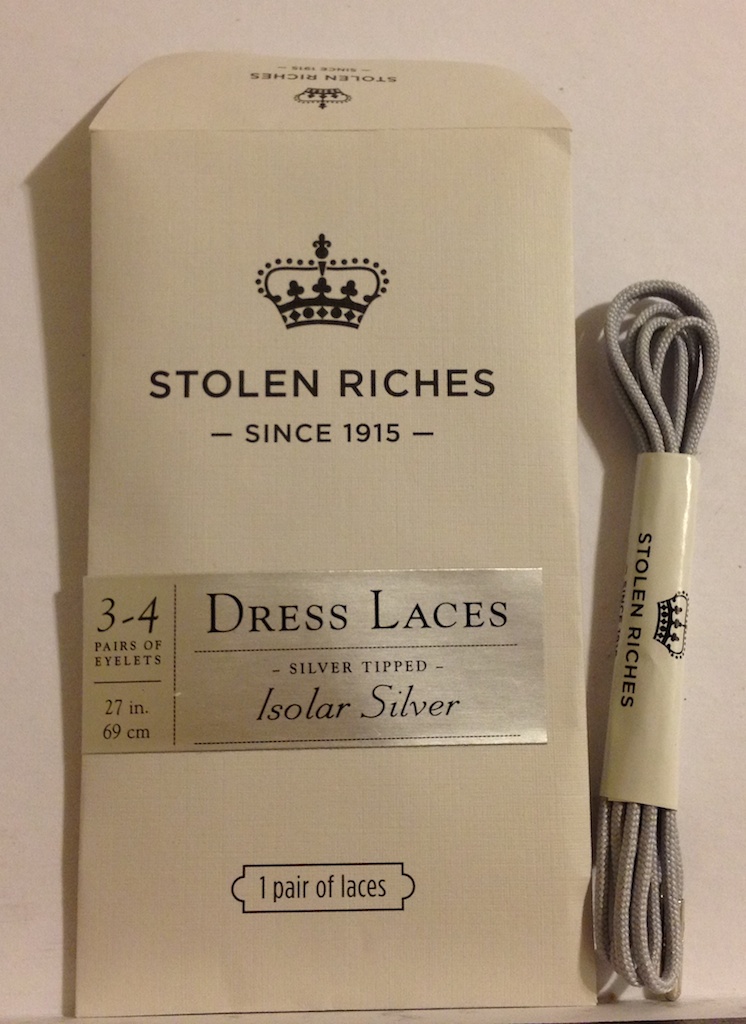 STOLEN RICHES
— SINCE 1915 —
STOLEN RICHES
— SINCE 1915 —
3-4
PAIRS OF
EYELETS
27 in.
69 cm
DRESS LACES
– SILVER TIPPED –
Isolar Silver
1 pair of laces
STOLEN RICHES